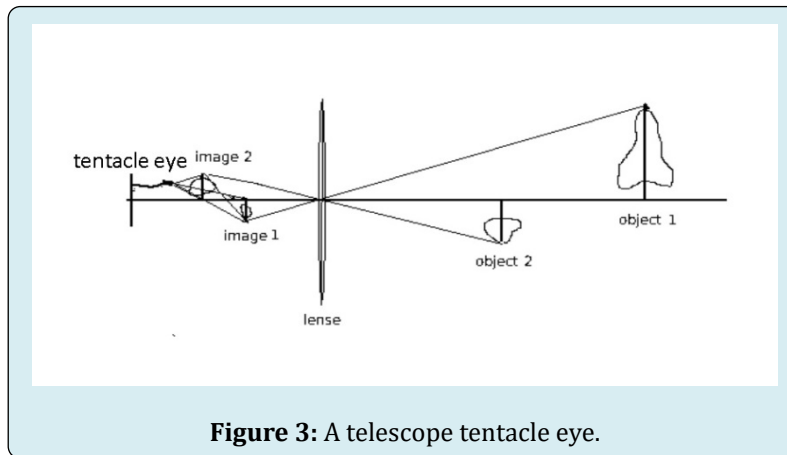 tentacle eye
image 2
image 1
object 1
object 2
lense
Figure 3: A telescope tentacle eye.